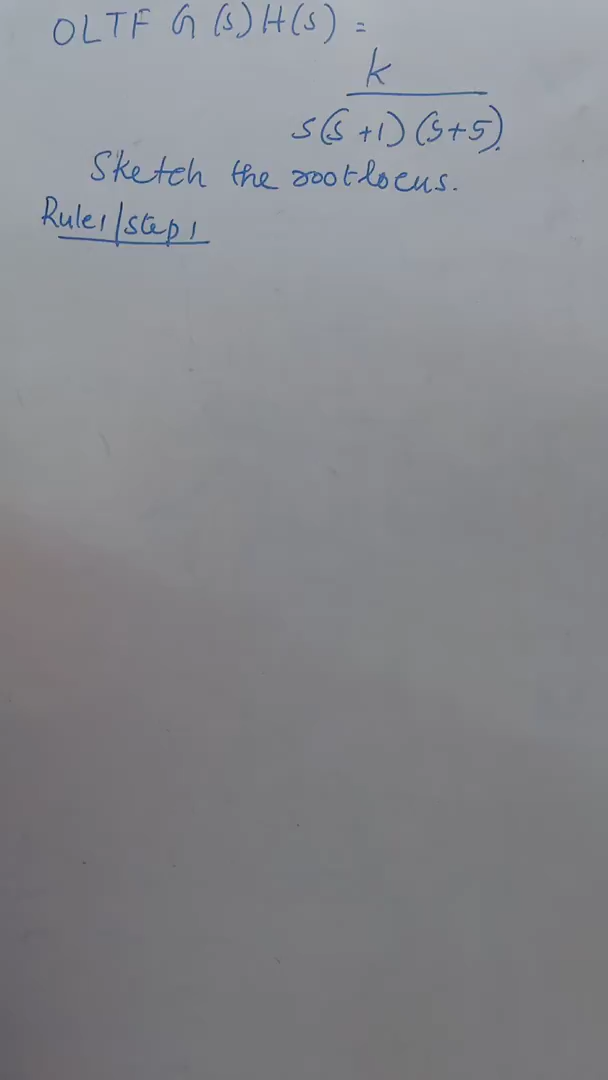 OLTF G(s)H(s) =
k
s(s+1)(s+5).
Sketch the rootlocus.
Rule1/step1